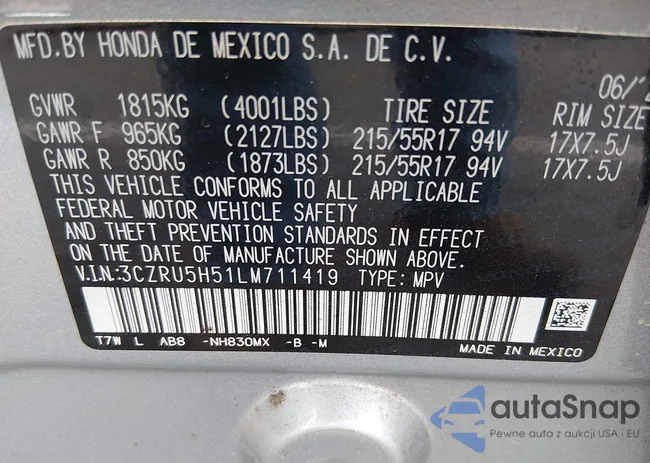 MFD.BY HONDA DE MEXICO S.A. DE C.V.
06/
GVWR 1815KG (4001LBS) TIRE SIZE RIM SIZE
GAWR F 965KG (2127LBS) 215/55R17 94V 17X7.5J
GAWR R 850KG (1873LBS) 215/55R17 94V 17X7.5J
THIS VEHICLE CONFORMS TO ALL APPLICABLE
FEDERAL MOTOR VEHICLE SAFETY
AND THEFT PREVENTION STANDARDS IN EFFECT
ON THE DATE OF MANUFACTURE SHOWN ABOVE.
V.I.N:3CZRU5H51LM711419 TYPE: MPV
T7W L AB8 -NH830MX -B -M
MADE IN MEXICO
autaSnap
Pewne auta z aukcji USA i EU